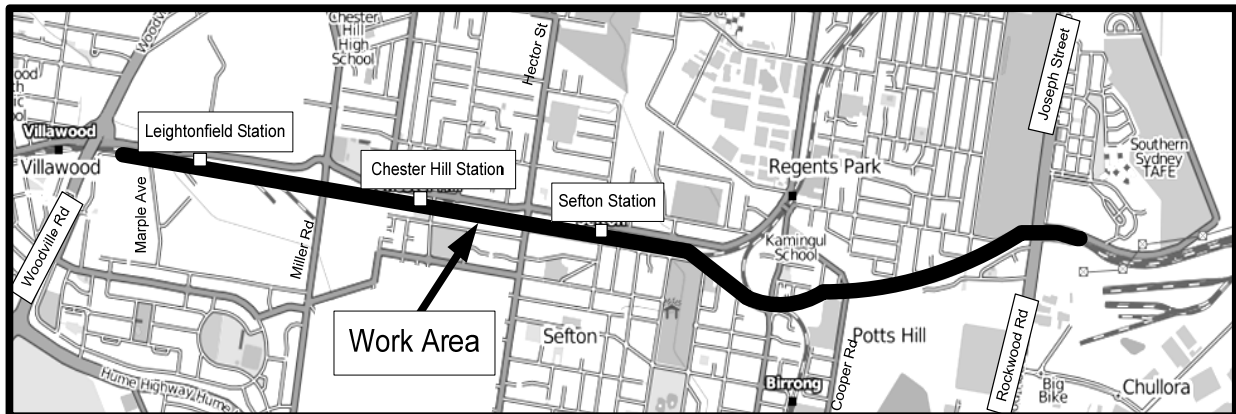 Chester
Hill High
School
Woodville
Hector St
Joseph Street
Villawood
Villawood
Leightonfield Station
Chester Hill Station
Sefton Station
Regents Park
Southern
Sydney
TAFE
Marple Ave
Woodville Rd
Miller Rd
Kamingul
School
Work Area
Sefton
Potts Hill
Cooper Rd
Rockwood Rd
Birrong
Big
Bike
Chullora
Hume Highway